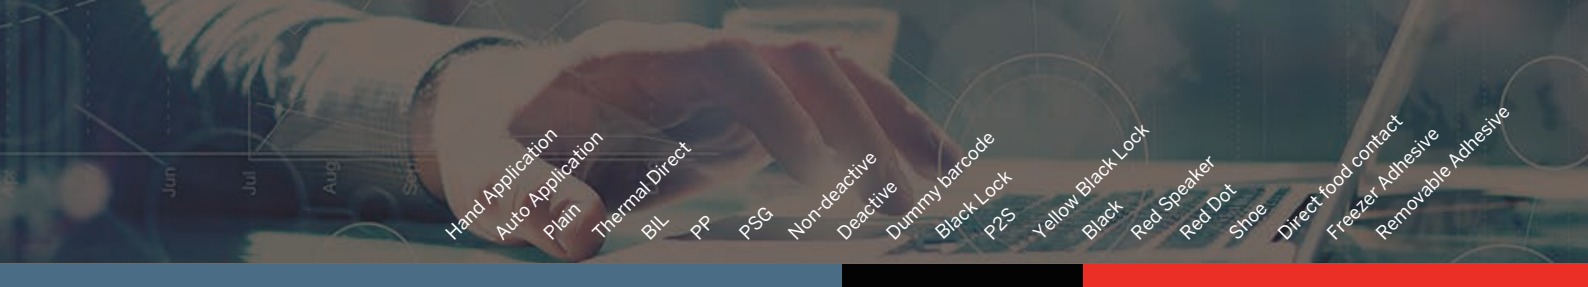 Hand Application
Auto Application
Plain
Thermal Direct
BIL
PP
PSG
Non-deactive
Deactive
Dummy barcode
Black Lock
P2S
Yellow Black Lock
Black
Red Speaker
Red Dot
Shoe
Direct food contact
Freezer Adhesive
Removable Adhesive
Jun
Jul
Aug